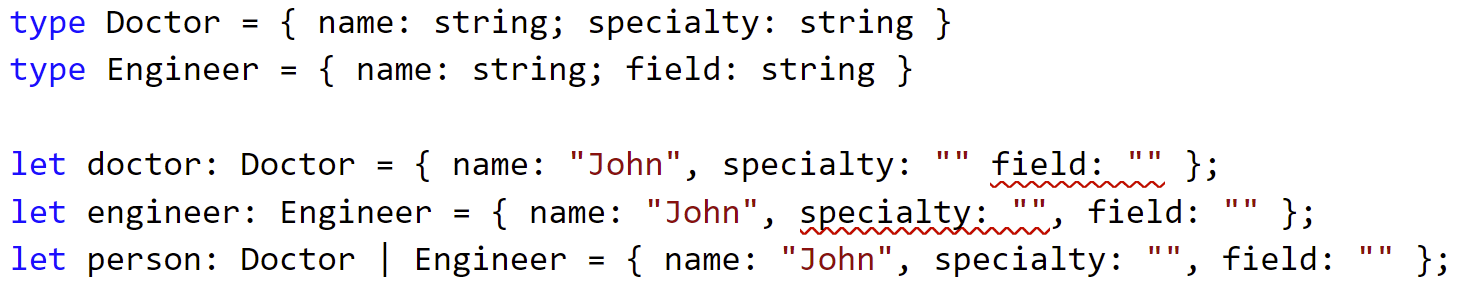 type Doctor = { name: string; specialty: string }
type Engineer = { name: string; field: string }
let doctor: Doctor = { name: "John", specialty: "" field: "" };
let engineer: Engineer = { name: "John", specialty: "", field: "" };
let person: Doctor | Engineer = { name: "John", specialty: "", field: "" };